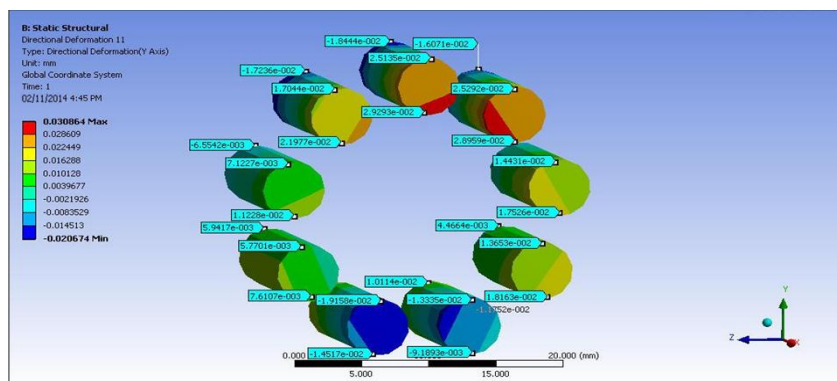 B: Static Structural
Directional Deformation 11
Type: Directional Deformation(Y Axis)
Unit: mm
Global Coordinate System
Time: 1
02/11/2014 4:45 PM
0.030864 Max
0.028609
0.022449
0.016288
0.010128
0.0039677
-0.0021926
-0.0083529
-0.014513
-0.020674 Min
-1.8444e-002
-1.6071e-002
2.5135e-002
-1.7236e-002
1.7044e-002
2.5292e-002
2.9293e-002
2.1977e-002
2.8959e-002
-6.5542e-003
7.1227e-003
1.4431e-002
1.1228e-002
1.7526e-002
5.9417e-003
4.4664e-003
5.7701e-003
1.3653e-002
1.0114e-002
7.6107e-003
-1.9158e-002
-1.3335e-002
1.8163e-002
-1.4517e-002
-9.1893e-003
0.000
20.000 (mm)
5.000
15.000
Y
Z
X